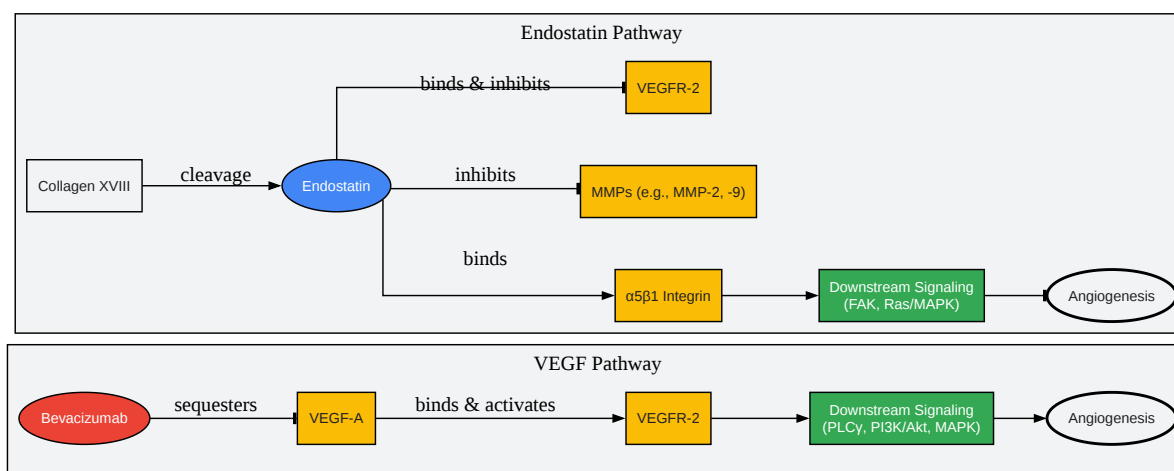 Endostatin Pathway
binds & inhibits
VEGFR-2
Collagen XVIII
cleavage
Endostatin
inhibits
MMPs (e.g., MMP-2, -9)
binds
α5β1 Integrin
Downstream Signaling
(FAK, Ras/MAPK)
Angiogenesis
VEGF Pathway
Bevacizumab
sequesters
VEGF-A
binds & activates
VEGFR-2
Downstream Signaling
(PLCγ, PI3K/Akt, MAPK)
Angiogenesis